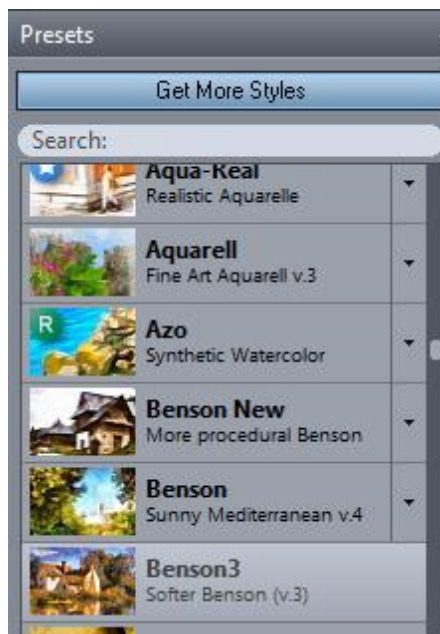 Presets
Get More Styles
Search:
Aqua-Real
Realistic Aquarelle
Aquarell
Fine Art Aquarell v.3
R
Azo
Synthetic Watercolor
Benson New
More procedural Benson
Benson
Sunny Mediterranean v.4
Benson3
Softer Benson (v.3)